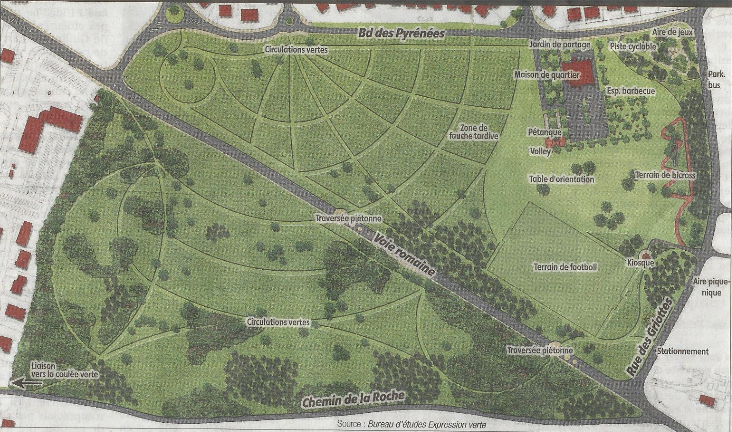 Bd des Pyrénées
Aire de jeux
Circulations vertes
Jardin de partage
Piste cyclable
Maison de quartier
Park.
bus
Esp. barbecue
Zone de
fauche tardive
Pétanque
Volley
Table d'orientation
Terrain de bicross
Traversée piétonne
Voie romaine
Terrain de football
Kiosque
Aire pique-
nique
Circulations vertes
Rue des Griottes
Traversée piétonne
Stationnement
Liaison
vers la coulée verte
Chemin de la Roche
Source : Bureau d'études Expression verte